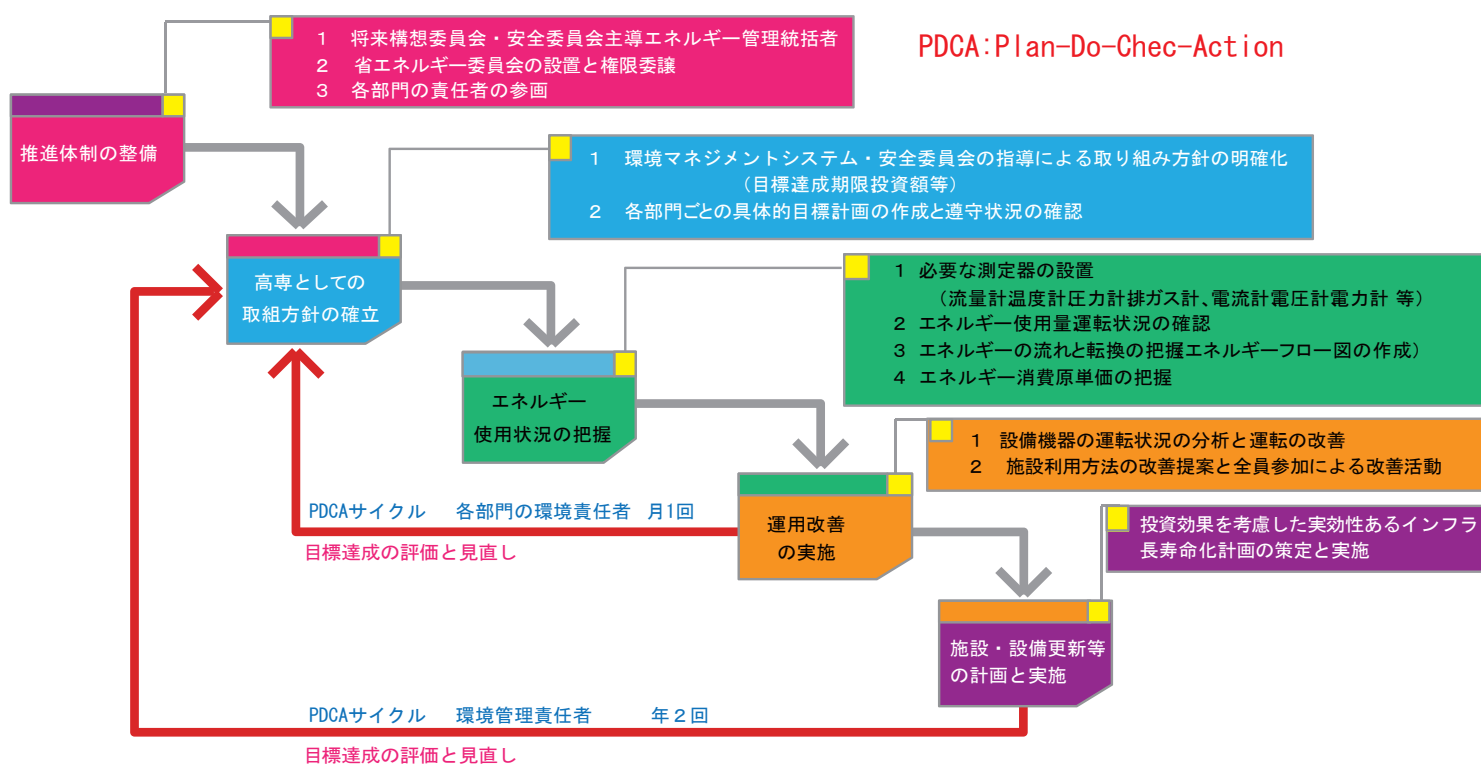 PDCA:Plan-Do-Chec-Action
1 将来構想委員会・安全委員会主導エネルギー管理統括者
2 省エネルギー委員会の設置と権限委譲
3 各部門の責任者の参画
推進体制の整備
1 環境マネジメントシステム・安全委員会の指導による取り組み方針の明確化
(目標達成期限投資額等)
2 各部門ごとの具体的目標計画の作成と遵守状況の確認
高専としての
取組方針の確立
1 必要な測定器の設置
(流量計温度計圧力計排ガス計、電流計電圧計電力計 等)
2 エネルギー使用量運転状況の確認
3 エネルギーの流れと転換の把握エネルギーフロー図の作成)
4 エネルギー消費原単価の把握
エネルギー
使用状況の把握
1 設備機器の運転状況の分析と運転の改善
2 施設利用方法の改善提案と全員参加による改善活動
運用改善
の実施
PDCAサイクル 各部門の環境責任者 月1回
目標達成の評価と見直し
投資効果を考慮した実効性あるインフラ
長寿命化計画の策定と実施
施設・設備更新等
の計画と実施
PDCAサイクル 環境管理責任者 年2回
目標達成の評価と見直し